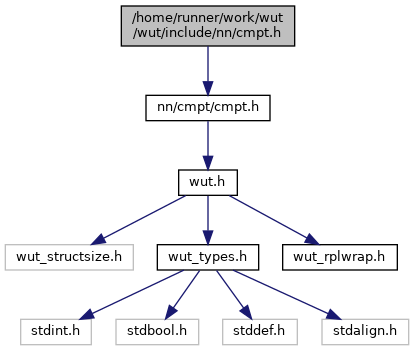 /home/runner/work/wut
/wut/include/nn/cmpt.h
nn/cmpt/cmpt.h
wut.h
wut_structsize.h
wut_types.h
wut_rplwrap.h
stdint.h
stdbool.h
stddef.h
stdalign.h